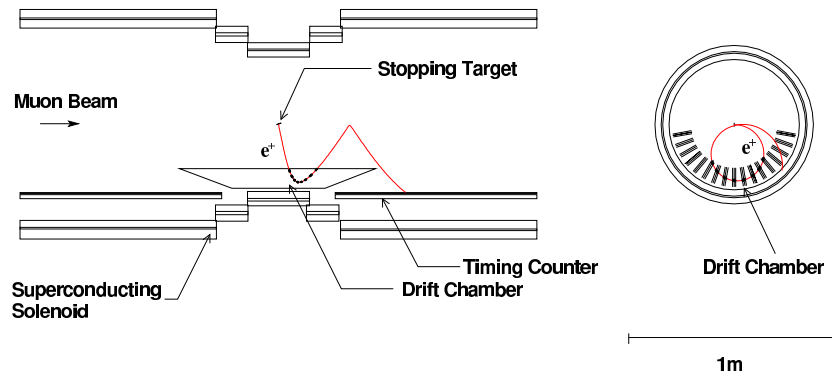 Stopping Target
Muon Beam
e+
e+
Timing Counter
Drift Chamber
Superconducting
Solenoid
Drift Chamber
1m